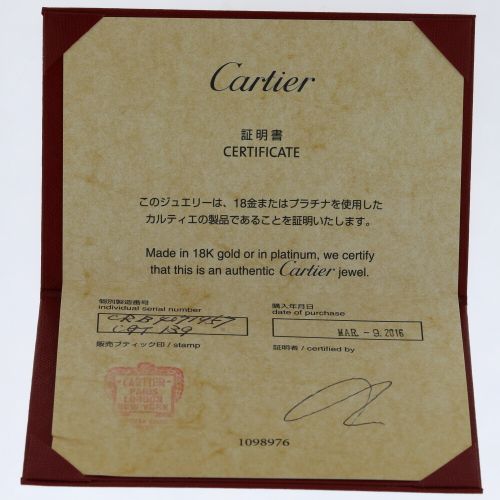 Cartier
証明書
CERTIFICATE
このジュエリーは、18金またはプラチナを使用した
カルティエの製品であることを証明いたします。
Made in 18K gold or in platinum, we certify
that this is an authentic Cartier jewel.
個別製造番号
individual serial number
購入年月日
date of purchase
MAR. - 9. 2016
販売ブティック印 / stamp
証明者 / certified by
CARTIER
PARIS
LONDON
NEW YORK
1098976